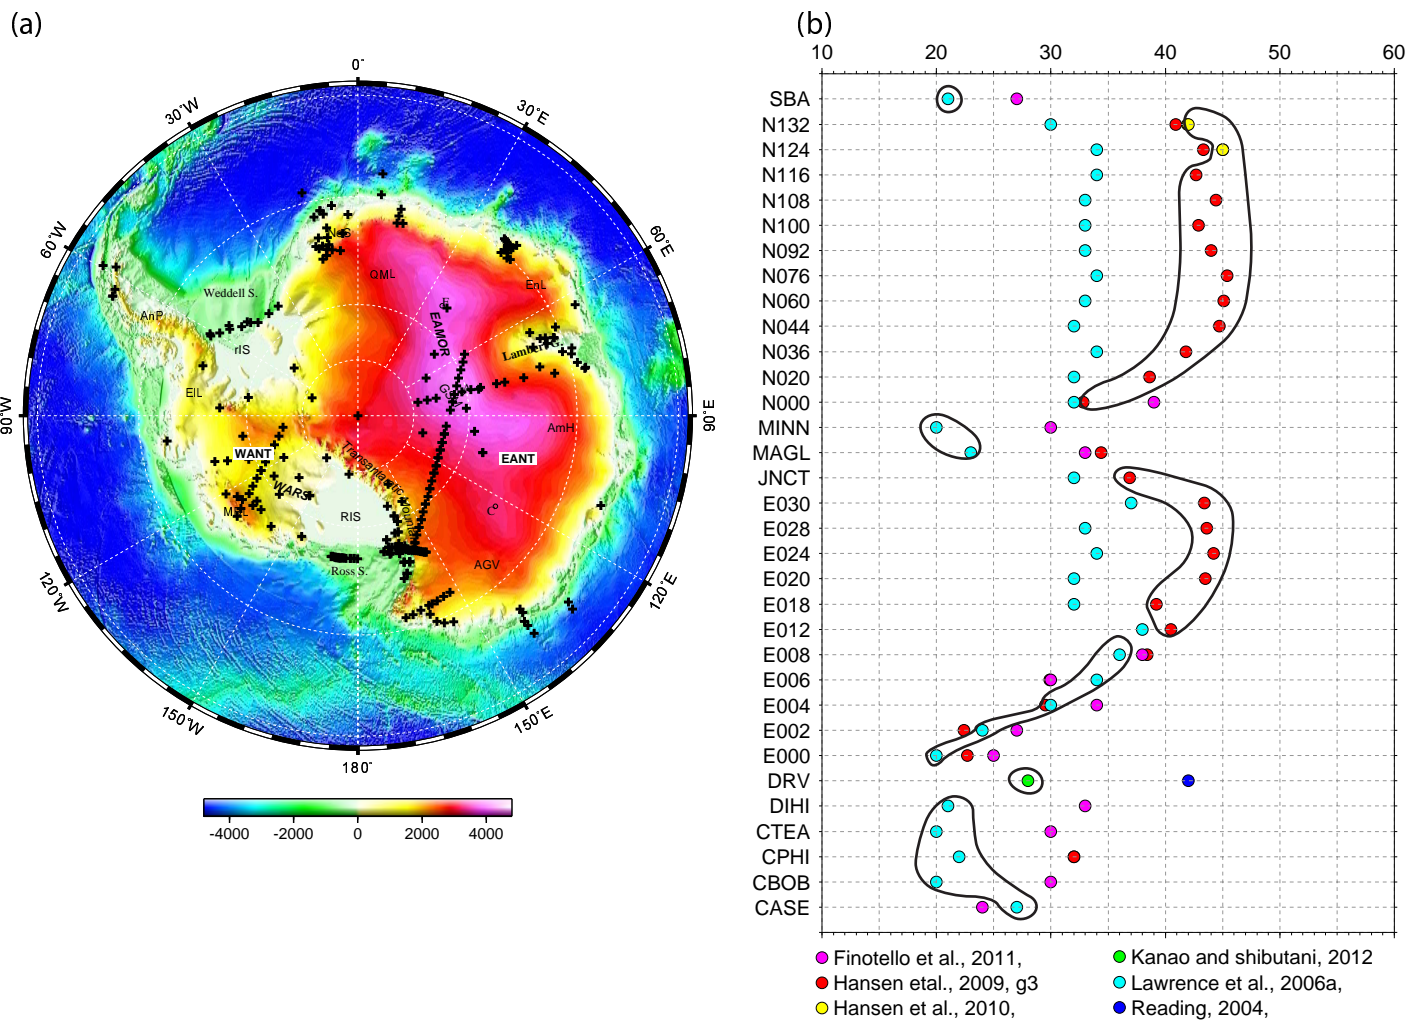 (a)
0-
30°E
60°E
90°E
120°E
150°E
180-
150°W
120°W
90°W
60°W
30°W
NeS
QML
EnL
EAMOR
Weddell S.
AnP
rIS
EIL
Lambert G.
AmH
WANT
EANT
Transantarctic Mountains
WARS
MBL
RIS
C°
Ross S.
AGV
-4000 -2000 0 2000 4000
(b)
10 20 30 40 50 60
SBA
N132
N124
N116
N108
N100
N092
N076
N060
N044
N036
N020
N000
MINN
MAGL
JNCT
E030
E028
E024
E020
E018
E012
E008
E006
E004
E002
E000
DRV
DIHI
CTEA
CPHI
CBOB
CASE
Finotello et al., 2011,
Hansen etal., 2009, g3
Hansen et al., 2010,
Kanao and shibutani, 2012
Lawrence et al., 2006a,
Reading, 2004,